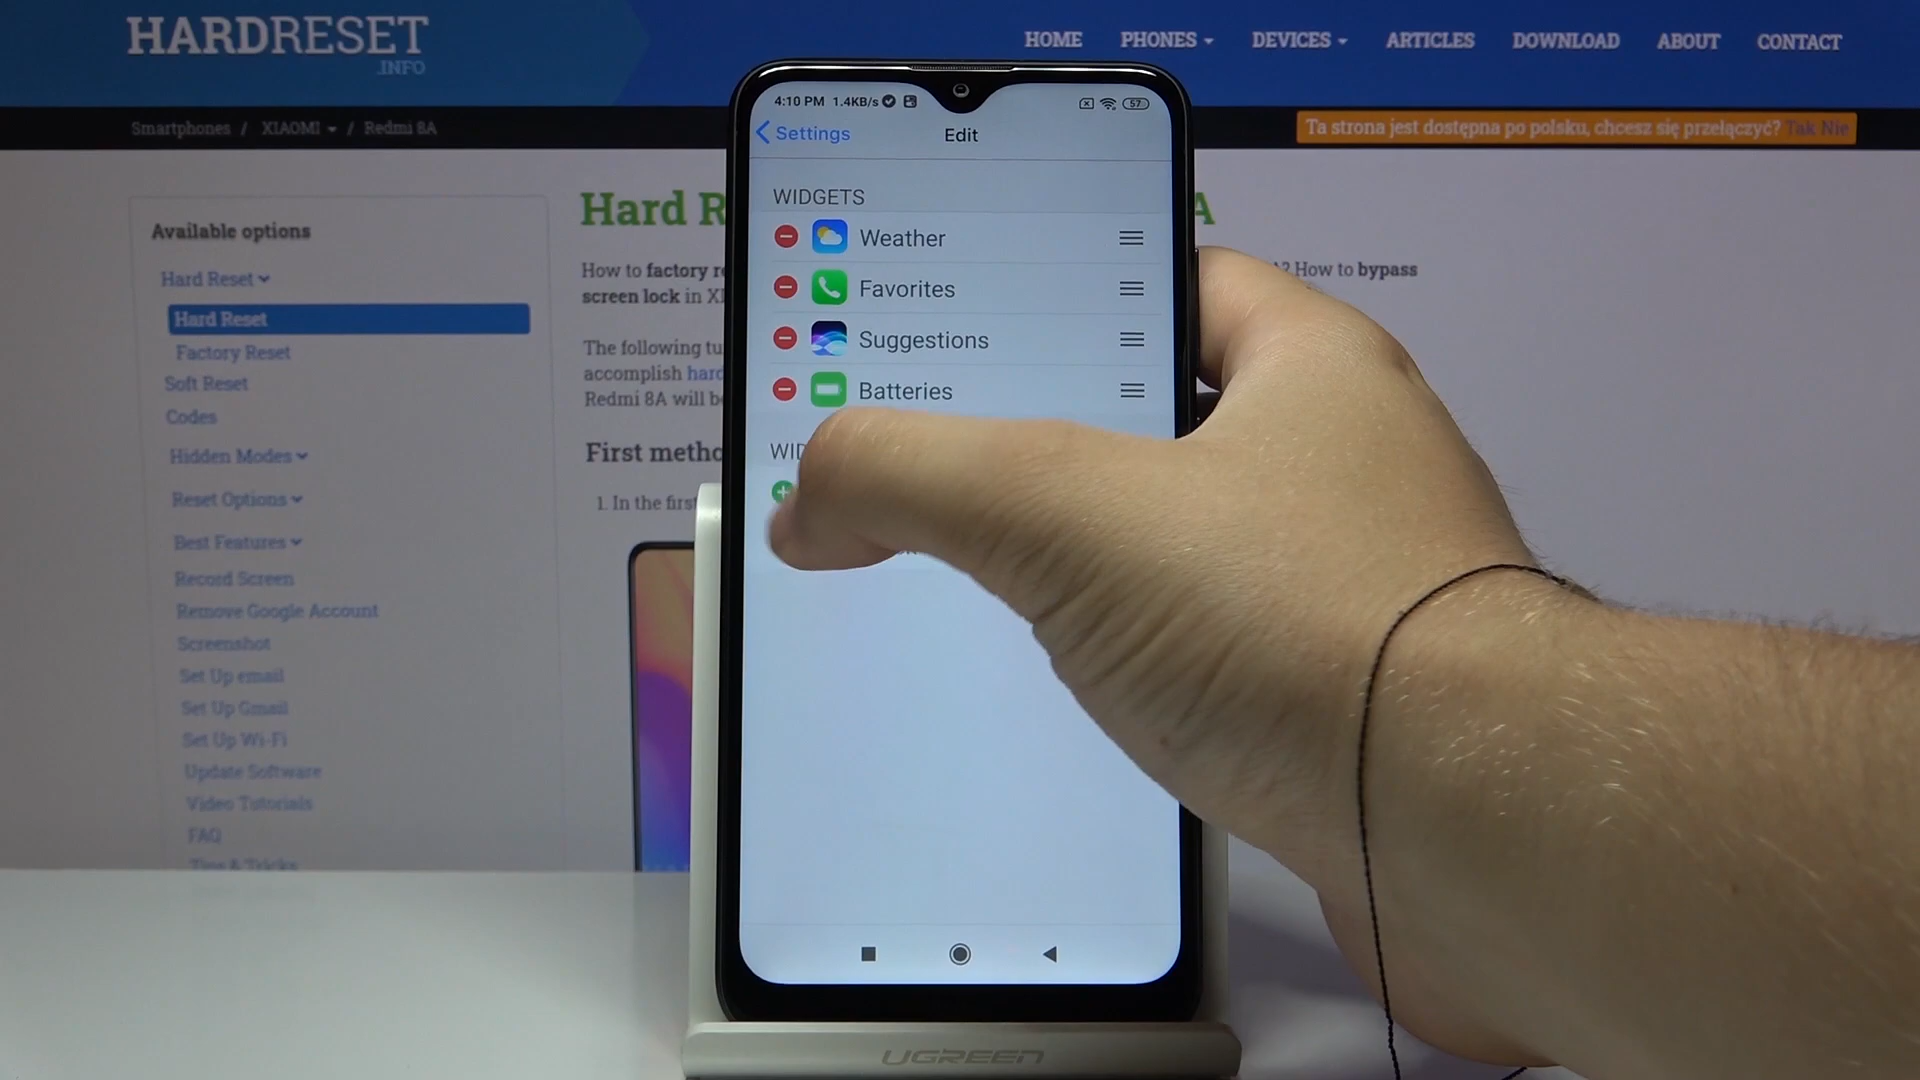 HARDRESET
.INFO
HOME PHONES DEVICES ARTICLES DOWNLOAD ABOUT CONTACT
Smartphones / XIAOMI / Redmi 8A
Ta strona jest dostępna po polsku, chcesz się przełączyć? Tak Nie
Available options
Hard Reset
Hard Reset
Factory Reset
Soft Reset
Codes
Hidden Modes
Reset Options
Best Features
Record Screen
Remove Google Account
Screenshot
Set Up email
Set Up Gmail
Set Up Wi-Fi
Update Software
Video Tutorials
FAQ
Tips & Tricks
Hard R A
How to factory re ? How to bypass
screen lock in XI
The following tu
accomplish hard
Redmi 8A will be
First metho
1. In the first
4:10 PM 1.4KB/s 57
Settings
Edit
WIDGETS
Weather
Favorites
Suggestions
Batteries
WID
UGREEN